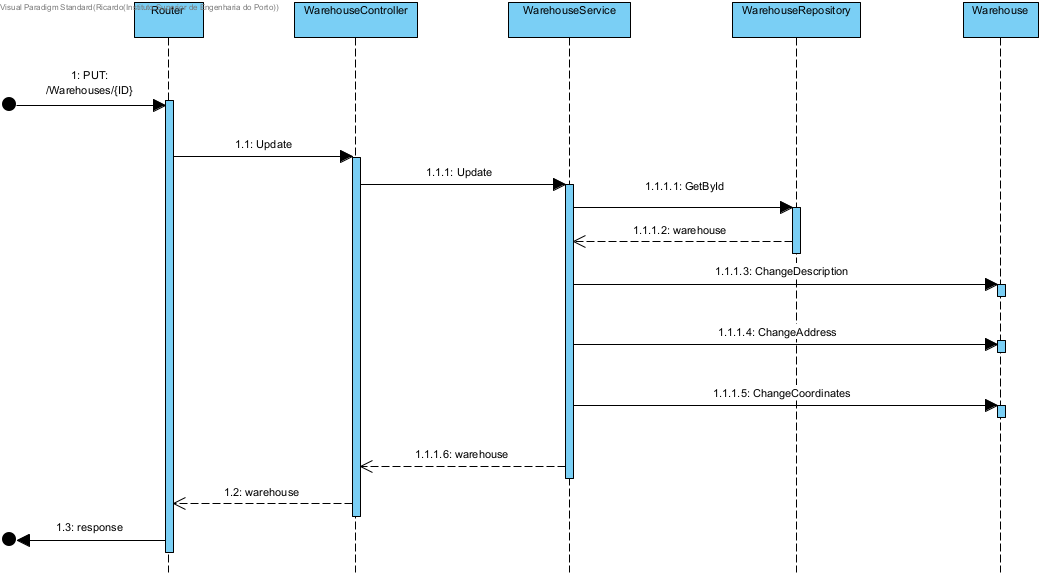 Visual Paradigm Standard(Ricardo(Instituto Superior de Engenharia do Porto))
Router
WarehouseController
WarehouseService
WarehouseRepository
Warehouse
1: PUT:
/Warehouses/{ID}
1.1: Update
1.1.1: Update
1.1.1.1: GetById
1.1.1.2: warehouse
1.1.1.3: ChangeDescription
1.1.1.4: ChangeAddress
1.1.1.5: ChangeCoordinates
1.1.1.6: warehouse
1.2: warehouse
1.3: response